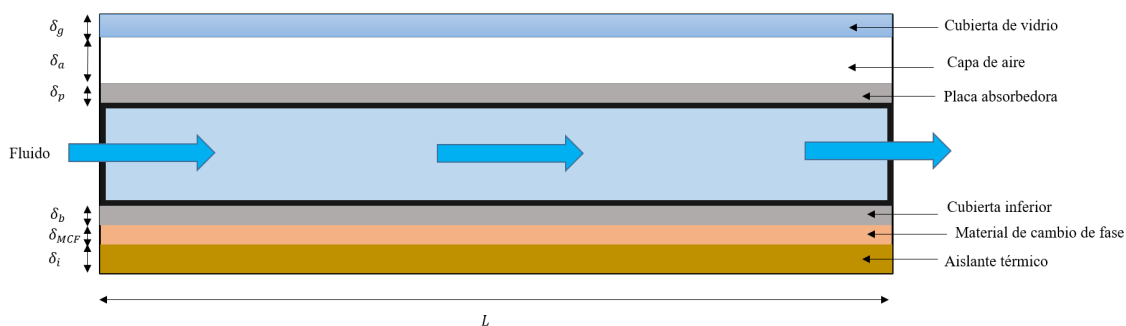 δg
Cubierta de vidrio
δa
Capa de aire
δp
Placa absorbedora
Fluido
δb
Cubierta inferior
δMCF
Material de cambio de fase
δi
Aislante térmico
L